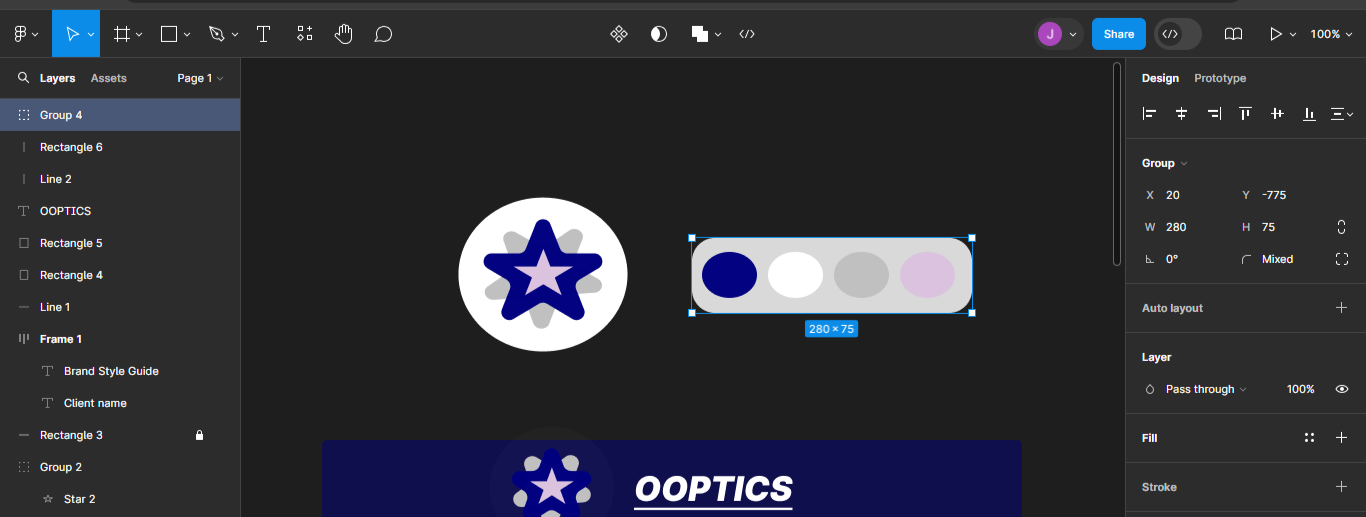 T
</>
J
Share
</>
100%
Layers
Assets
Page 1
Group 4
Rectangle 6
Line 2
OOPTICS
Rectangle 5
Rectangle 4
Line 1
Frame 1
Brand Style Guide
Client name
Rectangle 3
Group 2
Star 2
280 × 75
OOPTICS
Design
Prototype
Group
X 20
Y -775
W 280
H 75
0°
Mixed
Auto layout
Layer
Pass through
100%
Fill
Stroke